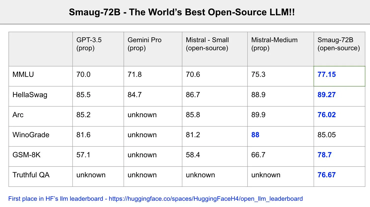 Smaug-72B - The World's Best Open-Source LLM!!
GPT-3.5 (prop) Gemini Pro (prop) Mistral - Small (open-source) Mistral-Medium (prop) Smaug-72B (open-source)
MMLU 70.0 71.8 70.6 75.3 77.15
HellaSwag 85.5 84.7 86.7 88.9 89.27
Arc 85.2 unknown 85.8 89.9 76.02
WinoGrade 81.6 unknown 81.2 88 85.05
GSM-8K 57.1 unknown 58.4 66.7 78.7
Truthful QA unknown unknown unknown unknown 76.67
First place in HF's llm leaderboard - https://huggingface.co/spaces/HuggingFaceH4/open_llm_leaderboard